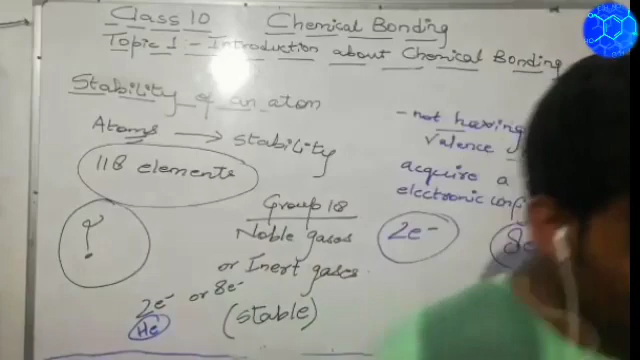 Class 10 Chemical Bonding
Topic 1 - Introduction about Chemical Bonding
Stability of an atom
Atoms → stability
118 elements
?
Group 18
Noble gases
or Inert gases
(stable)
2e⁻ or 8e⁻
He
- not having
valence -
acquire a
electronic conf
2e⁻
8e